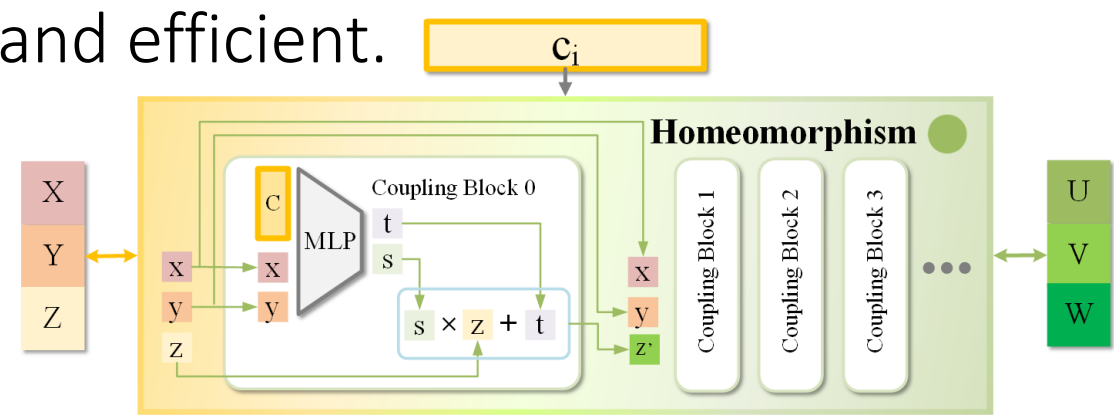 and efficient.
ci
Homeomorphism
X
Y
Z
C
Coupling Block 0
MLP
t
s
x
y
z
x
y
s × z + t
x
y
z'
Coupling Block 1
Coupling Block 2
Coupling Block 3
U
V
W